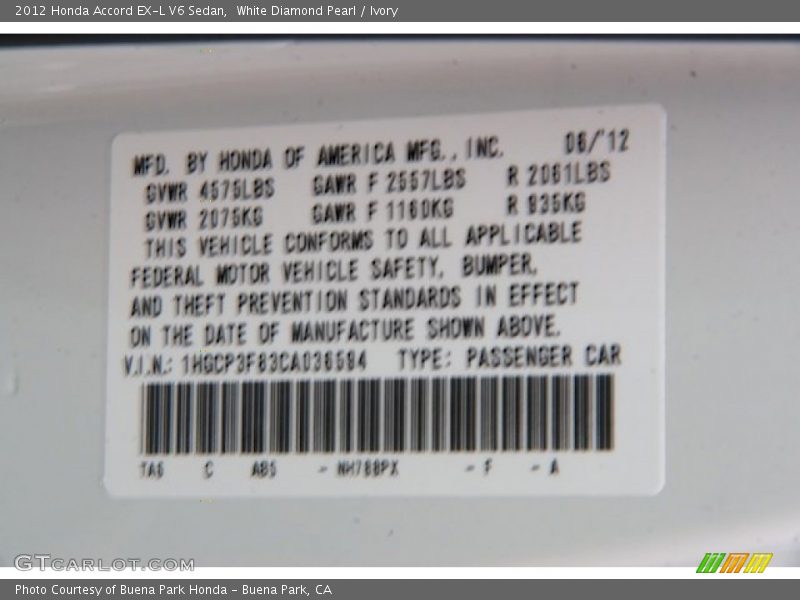 2012 Honda Accord EX-L V6 Sedan,  White Diamond Pearl / Ivory
MFD. BY HONDA OF AMERICA MFG., INC. 06/'12
GVWR 4575LBS GAWR F 2557LBS R 2061LBS
GVWR 2075KG GAWR F 1160KG R 935KG
THIS VEHICLE CONFORMS TO ALL APPLICABLE
FEDERAL MOTOR VEHICLE SAFETY, BUMPER,
AND THEFT PREVENTION STANDARDS IN EFFECT
ON THE DATE OF MANUFACTURE SHOWN ABOVE.
V.I.N.: TYPE: PASSENGER CAR
TA6 C AB5 - NH788PX - F - A
GTCARLOT.COM
Photo Courtesy of Buena Park Honda - Buena Park, CA